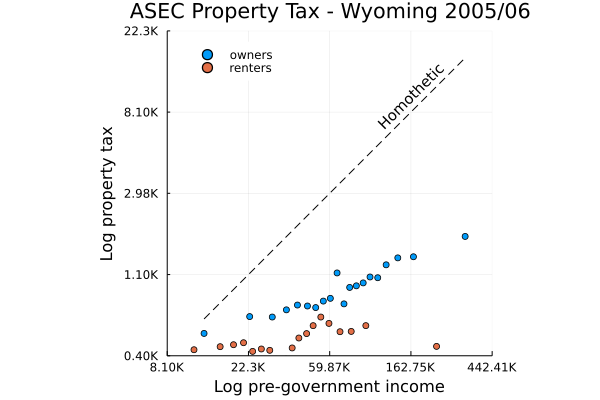 ASEC Property Tax - Wyoming 2005/06
22.3K
owners
renters
Homothetic
8.10K
Log property tax
2.98K
1.10K
0.40K
8.10K 22.3K 59.87K 162.75K 442.41K
Log pre-government income